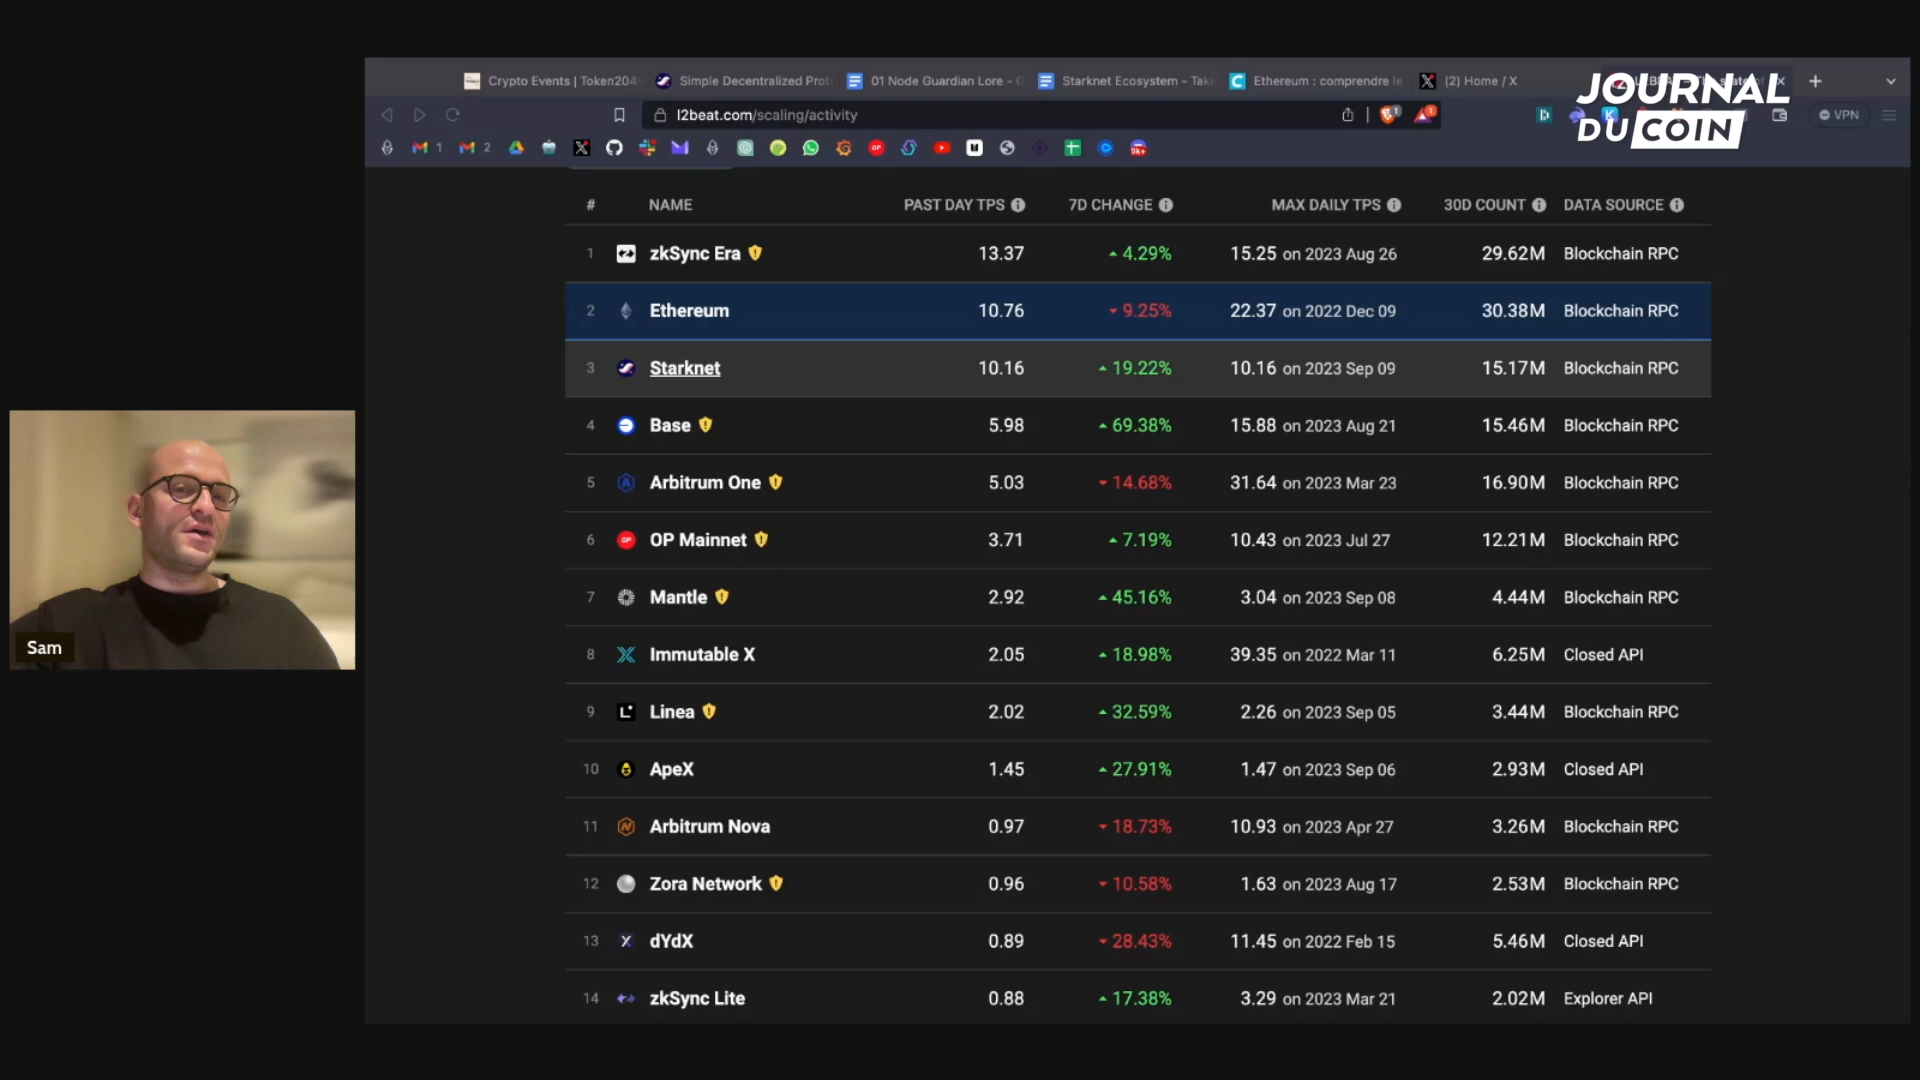 Crypto Events | Token204 Simple Decentralized Prot 01 Node Guardian Lore - G Starknet Ecosystem - Taki Ethereum : comprendre le (2) Home / X
JOURNAL
DU COIN
l2beat.com/scaling/activity
VPN
1 2
# NAME PAST DAY TPS 7D CHANGE MAX DAILY TPS 30D COUNT DATA SOURCE
1 zkSync Era 13.37 4.29% 15.25 on 2023 Aug 26 29.62M Blockchain RPC
2 Ethereum 10.76 9.25% 22.37 on 2022 Dec 09 30.38M Blockchain RPC
3 Starknet 10.16 19.22% 10.16 on 2023 Sep 09 15.17M Blockchain RPC
4 Base 5.98 69.38% 15.88 on 2023 Aug 21 15.46M Blockchain RPC
5 Arbitrum One 5.03 14.68% 31.64 on 2023 Mar 23 16.90M Blockchain RPC
6 OP Mainnet 3.71 7.19% 10.43 on 2023 Jul 27 12.21M Blockchain RPC
7 Mantle 2.92 45.16% 3.04 on 2023 Sep 08 4.44M Blockchain RPC
8 Immutable X 2.05 18.98% 39.35 on 2022 Mar 11 6.25M Closed API
9 Linea 2.02 32.59% 2.26 on 2023 Sep 05 3.44M Blockchain RPC
10 ApeX 1.45 27.91% 1.47 on 2023 Sep 06 2.93M Closed API
11 Arbitrum Nova 0.97 18.73% 10.93 on 2023 Apr 27 3.26M Blockchain RPC
12 Zora Network 0.96 10.58% 1.63 on 2023 Aug 17 2.53M Blockchain RPC
13 dYdX 0.89 28.43% 11.45 on 2022 Feb 15 5.46M Closed API
14 zkSync Lite 0.88 17.38% 3.29 on 2023 Mar 21 2.02M Explorer API
Sam